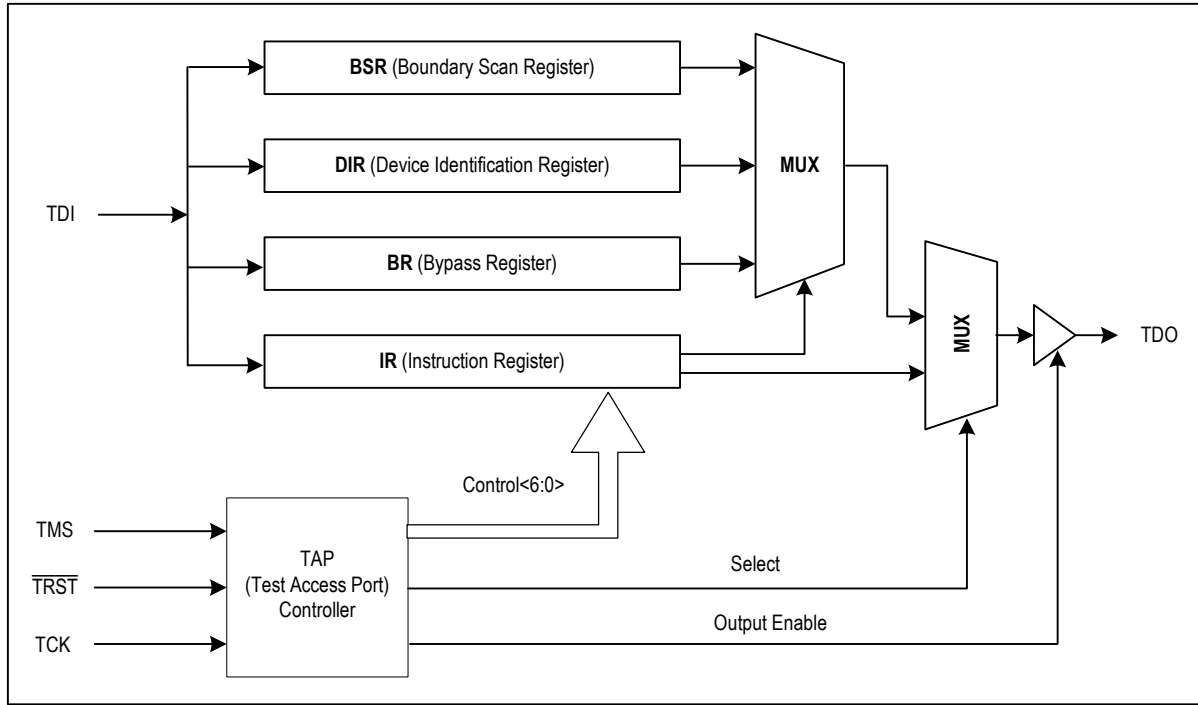 BSR (Boundary Scan Register)
DIR (Device Identification Register)
MUX
TDI
BR (Bypass Register)
MUX
TDO
IR (Instruction Register)
Control<6:0>
TMS
TAP
(Test Access Port)
Controller
Select
T̅R̅S̅T̅
Output Enable
TCK